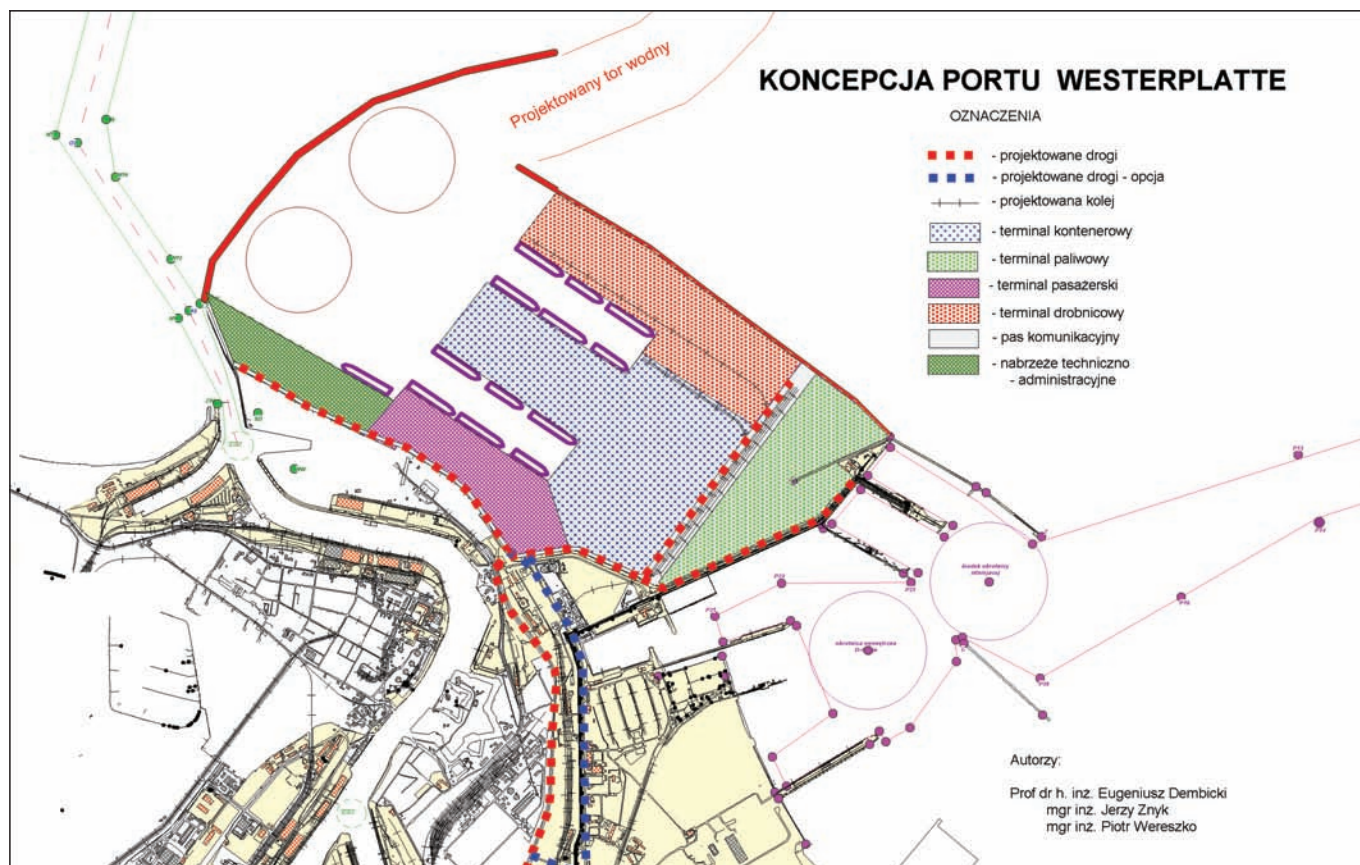 Projektowany tor wodny
KONCEPCJA PORTU WESTERPLATTE
OZNACZENIA
- projektowane drogi
- projektowane drogi - opcja
- projektowana kolej
- terminal kontenerowy
- terminal paliwowy
- terminal pasażerski
- terminal drobnicowy
- pas komunikacyjny
- nabrzeże techniczno
- administracyjne
Autorzy:
Prof dr h. inż. Eugeniusz Dembicki
mgr inż. Jerzy Znyk
mgr inż. Piotr Wereszko